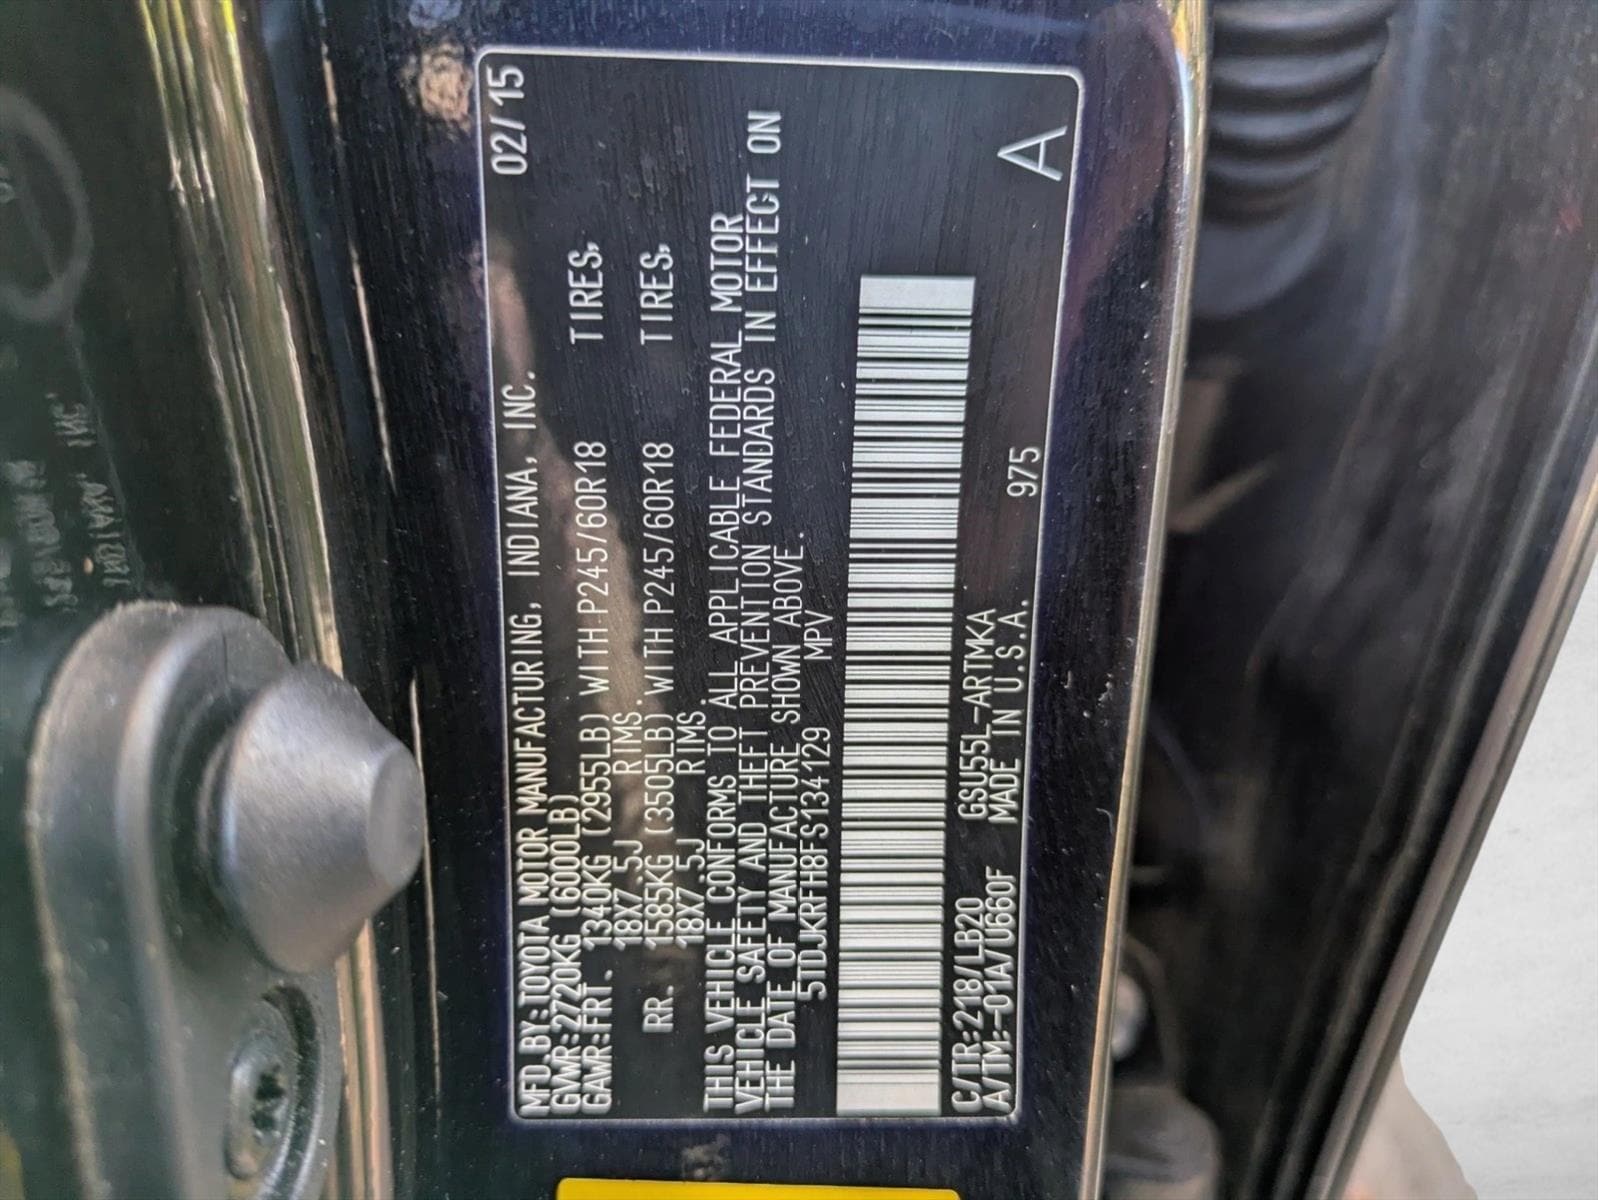 MFD.BY:TOYOTA MOTOR MANUFACTURING, INDIANA, INC. 02/15
GVWR:2720KG (6000LB)
GAWR:FRT. 1340KG (2955LB) WITH P245/60R18 TIRES,
18X7.5J RIMS.
RR. 1585KG (3505LB) WITH P245/60R18 TIRES,
18X7.5J RIMS.
THIS VEHICLE CONFORMS TO ALL APPLICABLE FEDERAL MOTOR
VEHICLE SAFETY AND THEFT PREVENTION STANDARDS IN EFFECT ON
THE DATE OF MANUFACTURE SHOWN ABOVE.
5TDJKRFH8FS134129 MPV
C/TR:218/LB20 GSU55L-ARTMKA
A/TM:-01A/U660F MADE IN U.S.A. 975 A